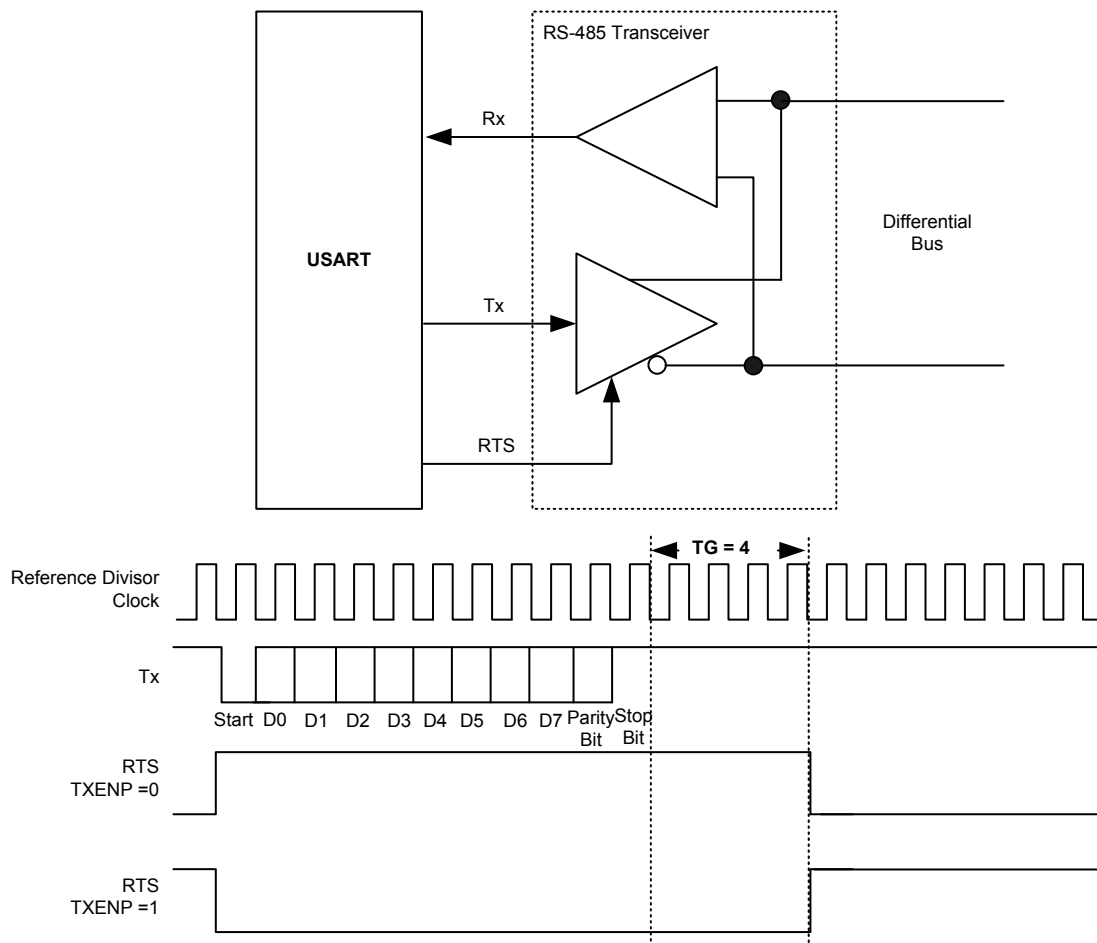 RS-485 Transceiver
Rx
Differential
Bus
USART
Tx
RTS
TG = 4
Reference Divisor
Clock
Tx
Start D0 D1 D2 D3 D4 D5 D6 D7 Parity Stop
Bit Bit
RTS
TXENP =0
RTS
TXENP =1